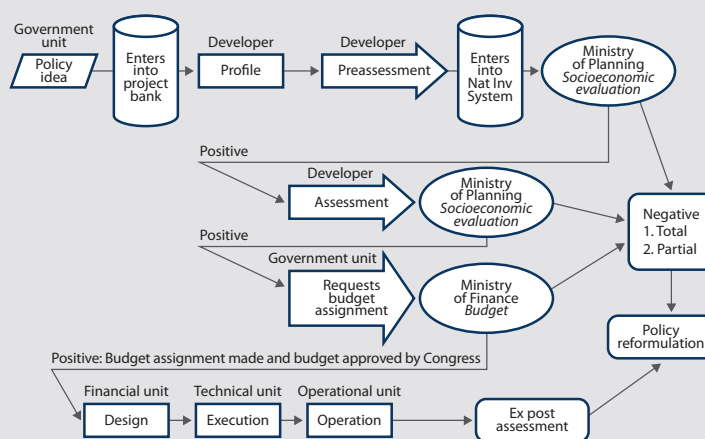 Government unit
Policy
idea
Enters
into
project
bank
Developer
Profile
Developer
Preassessment
Enters
into
Nat Inv
System
Ministry
of Planning
Socioeconomic
evaluation
Positive
Developer
Assessment
Ministry
of Planning
Socioeconomic
evaluation
Negative
1. Total
2. Partial
Positive
Government unit
Requests
budget
assignment
Ministry
of Finance
Budget
Policy
reformulation
Positive: Budget assignment made and budget approved by Congress
Financial unit
Design
Technical unit
Execution
Operational unit
Operation
Ex post
assessment